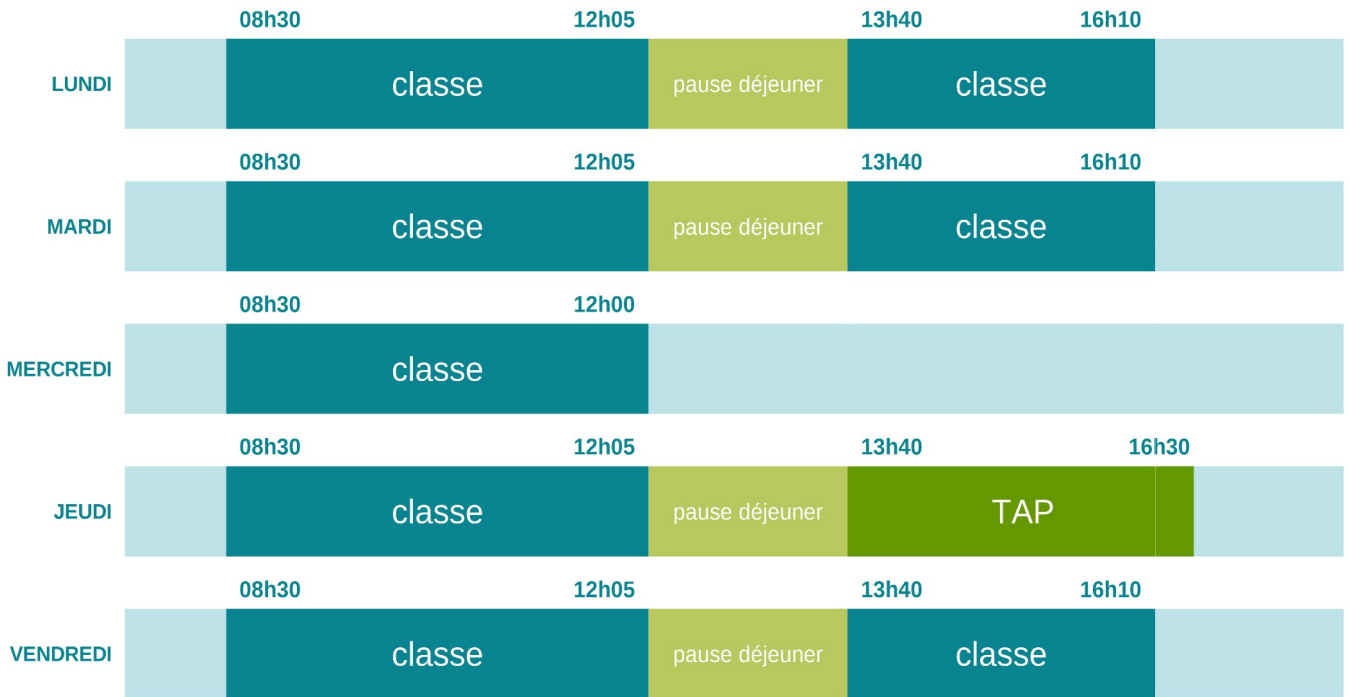 08h30 12h05 13h40 16h10
LUNDI classe pause déjeuner classe
08h30 12h05 13h40 16h10
MARDI classe pause déjeuner classe
08h30 12h00
MERCREDI classe
08h30 12h05 13h40 16h30
JEUDI classe pause déjeuner TAP
08h30 12h05 13h40 16h10
VENDREDI classe pause déjeuner classe